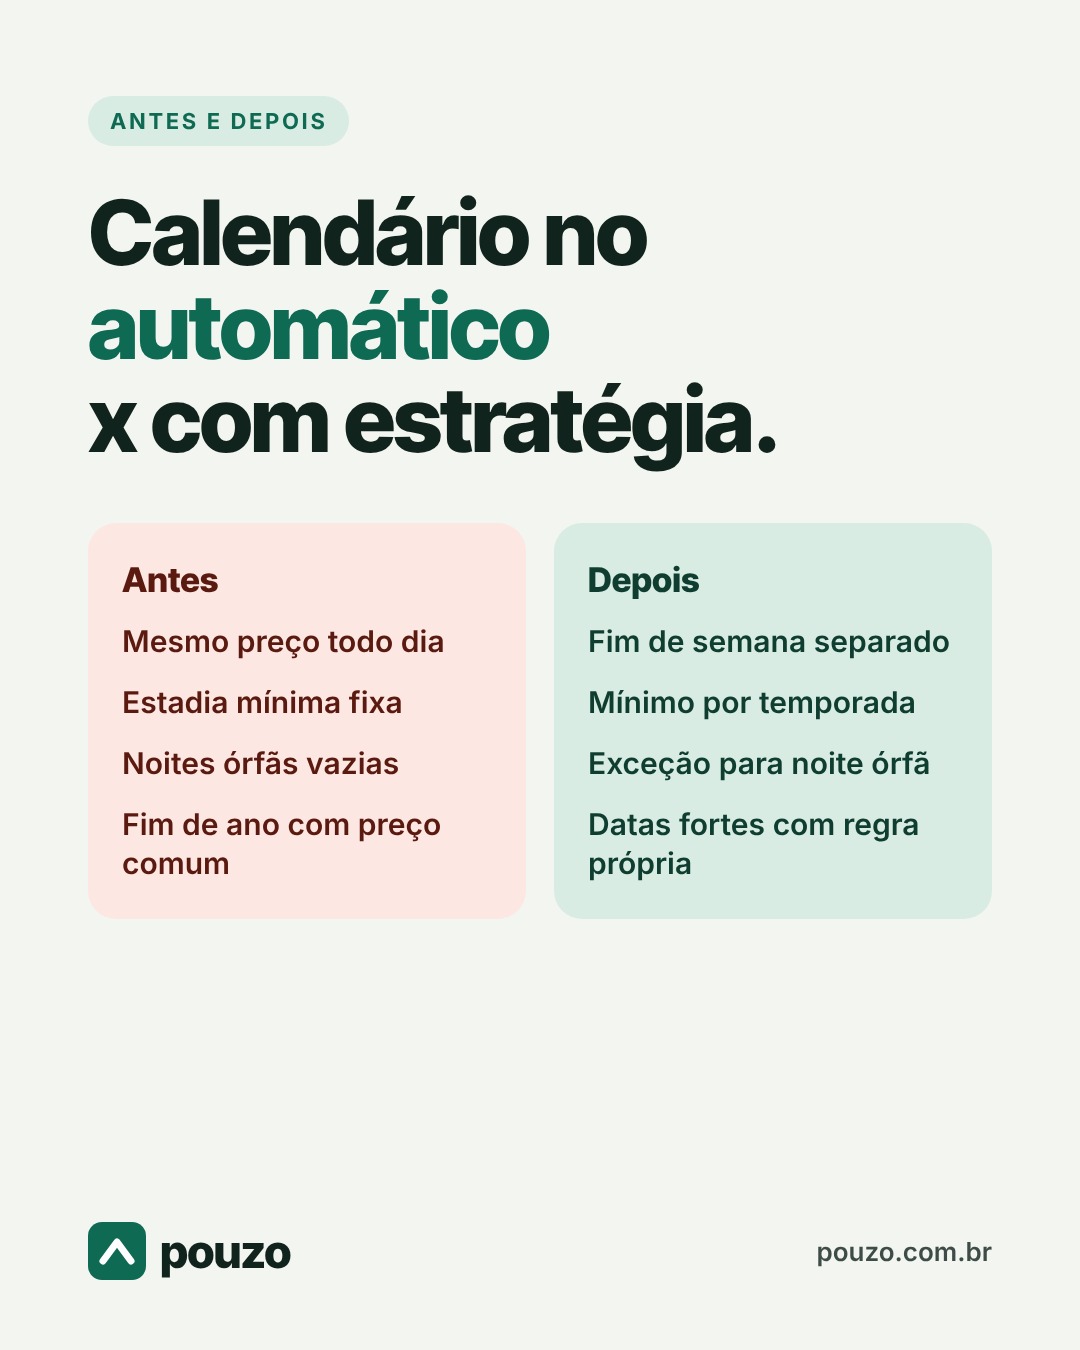 ANTES E DEPOIS
Calendário no
automático
x com estratégia.
Antes
Mesmo preço todo dia
Estadia mínima fixa
Noites órfãs vazias
Fim de ano com preço
comum
Depois
Fim de semana separado
Mínimo por temporada
Exceção para noite órfã
Datas fortes com regra
própria
pouzo
pouzo.com.br